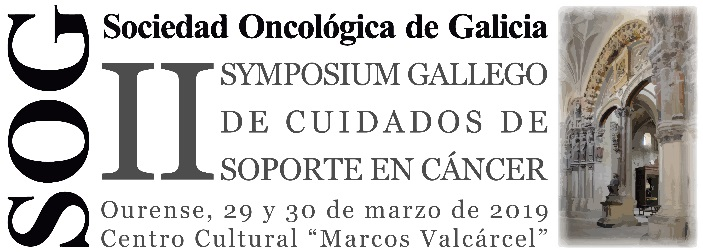 SOG
Sociedad Oncológica de Galicia
II
SYMPOSIUM GALLEGO
DE CUIDADOS DE
SOPORTE EN CÁNCER
Ourense, 29 y 30 de marzo de 2019
Centro Cultural “Marcos Valcárcel”